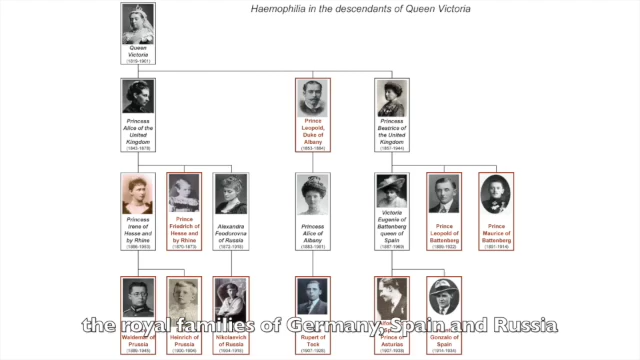 Haemophilia in the descendants of Queen Victoria
Queen
Victoria
(1819-1901)
Princess
Alice of the
United
Kingdom
(1843-1878)
Prince
Leopold,
Duke of
Albany
(1853-1884)
Princess
Beatrice of
the United
Kingdom
(1857-1944)
Princess
Irene of
Hesse and
by Rhine
(1866-1953)
Prince
Friedrich of
Hesse and
by Rhine
(1870-1873)
Alexandra
Feodorovna
of Russia
(1872-1918)
Princess
Alice of
Albany
(1883-1981)
Victoria
Eugenie of
Battenberg
queen of
Spain
(1887-1969)
Prince
Leopold of
Battenberg
(1889-1922)
Prince
Maurice of
Battenberg
(1891-1914)
Prussia
(1889-1945)
Prussia
(1900-1904)
Nikolaevich
of Russia
(1904-1918)
Rupert of
Teck
(1907-1928)
Prince of
Asturias
(1907-1938)
Gonzalo of
Spain
(1914-1934)
the royal families of Germany, Spain and Russia